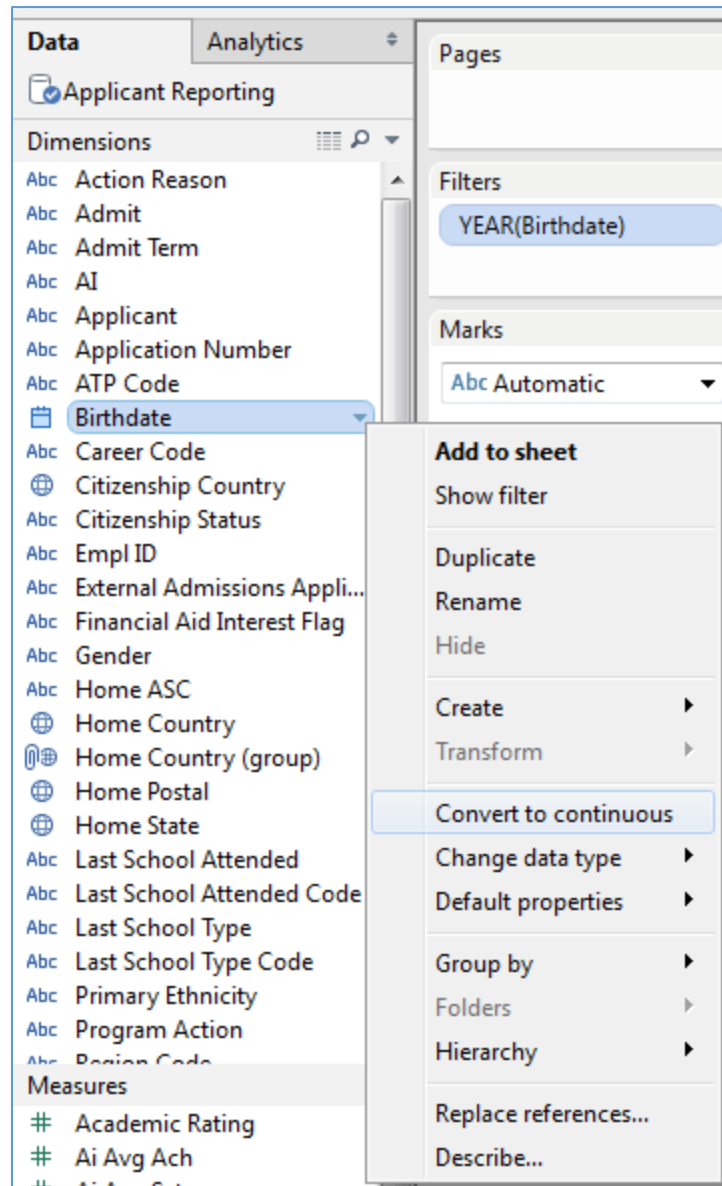 Data
Analytics
Applicant Reporting
Dimensions
Abc Action Reason
Abc Admit
Abc Admit Term
Abc AI
Abc Applicant
Abc Application Number
Abc ATP Code
Birthdate
Abc Career Code
Citizenship Country
Abc Citizenship Status
Abc Empl ID
Abc External Admissions Appli...
Abc Financial Aid Interest Flag
Abc Gender
Abc Home ASC
Home Country
Home Country (group)
Home Postal
Home State
Abc Last School Attended
Abc Last School Attended Code
Abc Last School Type
Abc Last School Type Code
Abc Primary Ethnicity
Abc Program Action
Abc Region Code
Measures
# Academic Rating
# Ai Avg Ach
Pages
Filters
YEAR(Birthdate)
Marks
Abc Automatic
Add to sheet
Show filter
Duplicate
Rename
Hide
Create
Transform
Convert to continuous
Change data type
Default properties
Group by
Folders
Hierarchy
Replace references...
Describe...